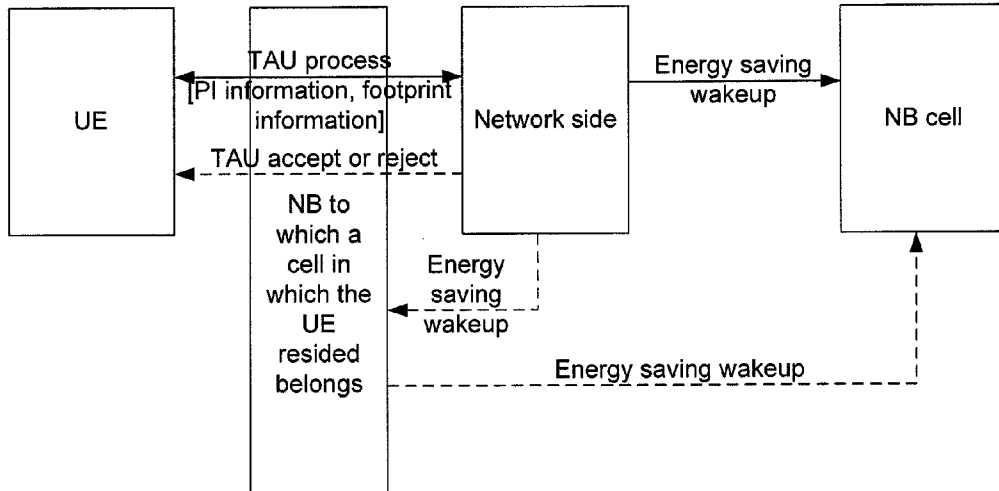 TAU process
[PI information, footprint
information]
UE
TAU accept or reject
Network side
Energy saving
wakeup
NB cell
NB to
which a
cell in
which the
UE
resided
belongs
Energy
saving
wakeup
Energy saving wakeup